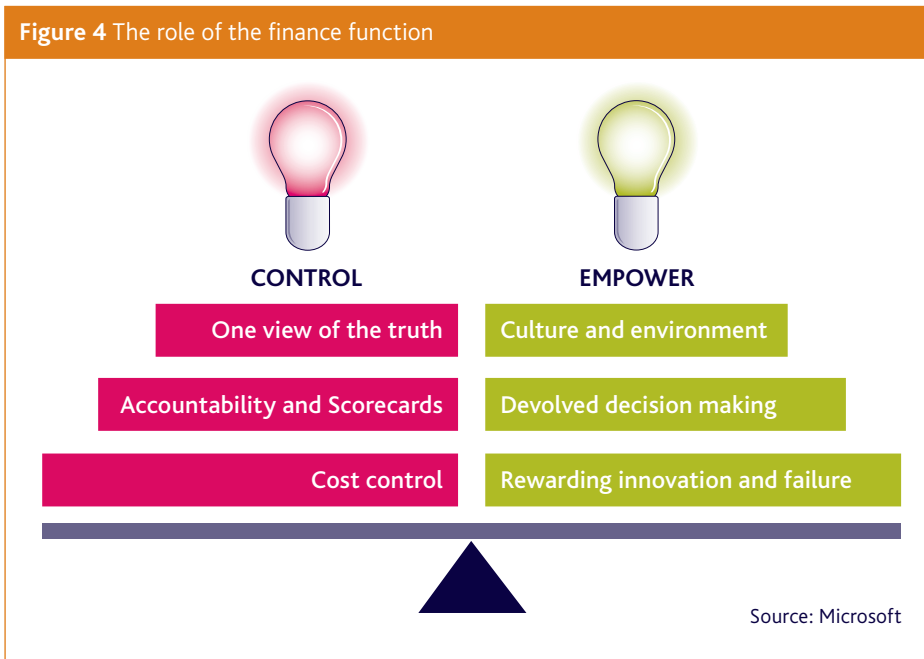 Figure 4 The role of the finance function
CONTROL
One view of the truth
Accountability and Scorecards
Cost control
EMPOWER
Culture and environment
Devolved decision making
Rewarding innovation and failure
Source: Microsoft